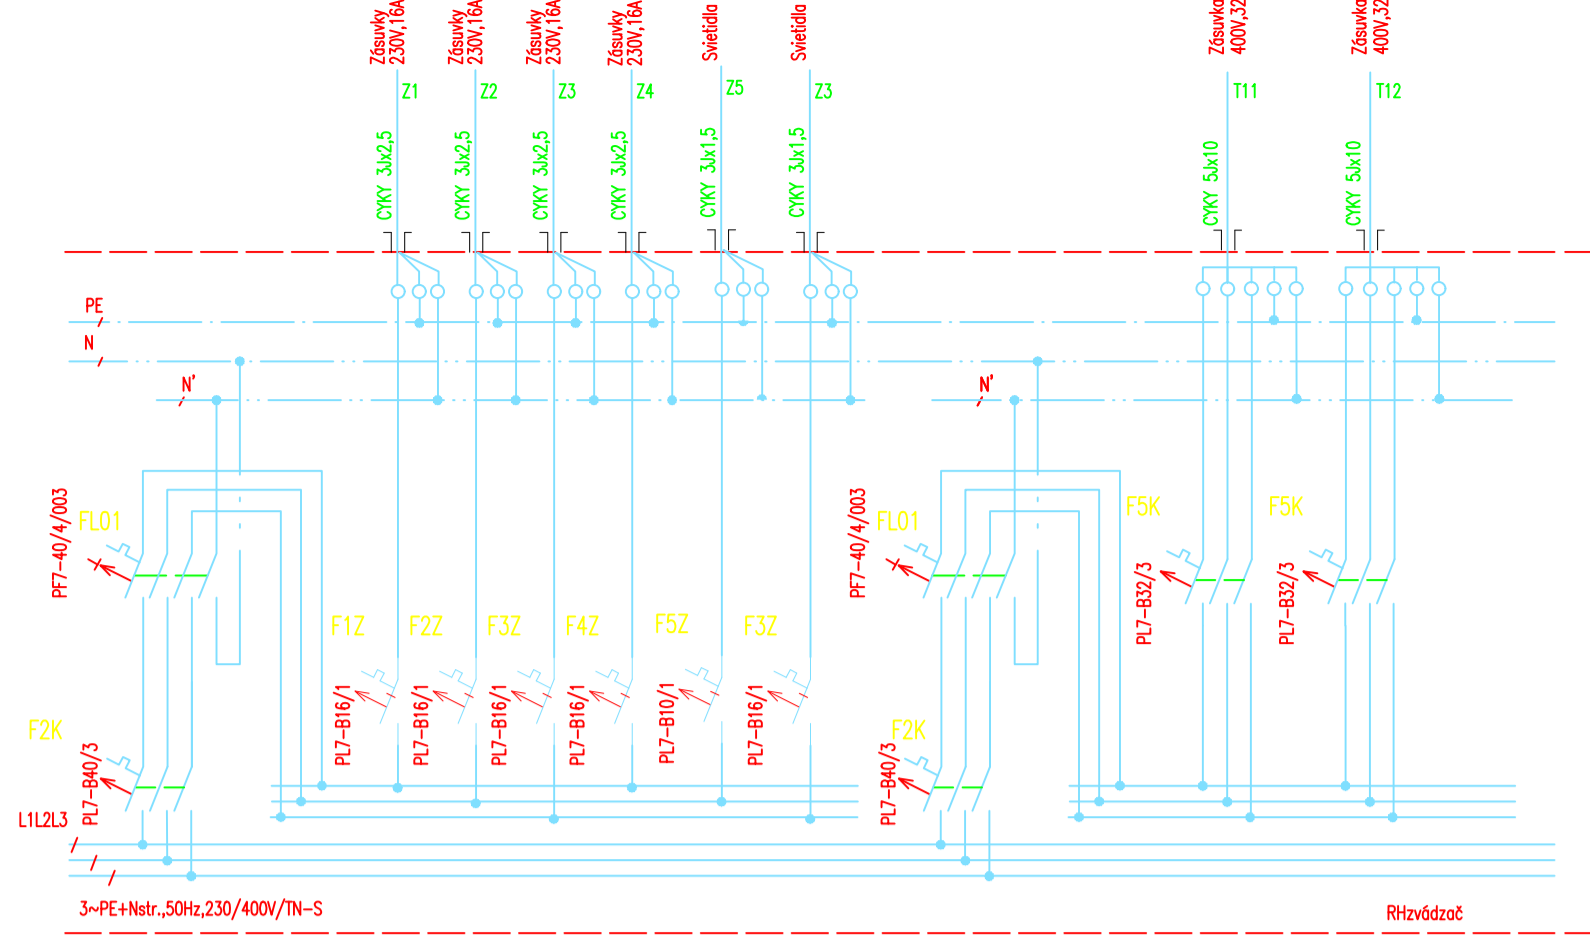 Zásuvky
230V,16A
Zásuvky
230V,16A
Zásuvky
230V,16A
Zásuvky
230V,16A
Svietidla
Svietidla
Zásuvka
400V,32
Zásuvka
400V,32
Z1
Z2
Z3
Z4
Z5
Z3
T11
T12
CYKY 3Jx2,5
CYKY 3Jx2,5
CYKY 3Jx2,5
CYKY 3Jx2,5
CYKY 3Jx1,5
CYKY 3Jx1,5
CYKY 5Jx10
CYKY 5Jx10
PE
N
N'
N'
PF7-40/4/003
FL01
PF7-40/4/003
FL01
F5K
F5K
PL7-B32/3
PL7-B32/3
F1Z
F2Z
F3Z
F4Z
F5Z
F3Z
PL7-B16/1
PL7-B16/1
PL7-B16/1
PL7-B16/1
PL7-B10/1
PL7-B16/1
F2K
PL7-B40/3
F2K
PL7-B40/3
L1L2L3
3~PE+Nstr.,50Hz,230/400V/TN-S
RHzvádzač